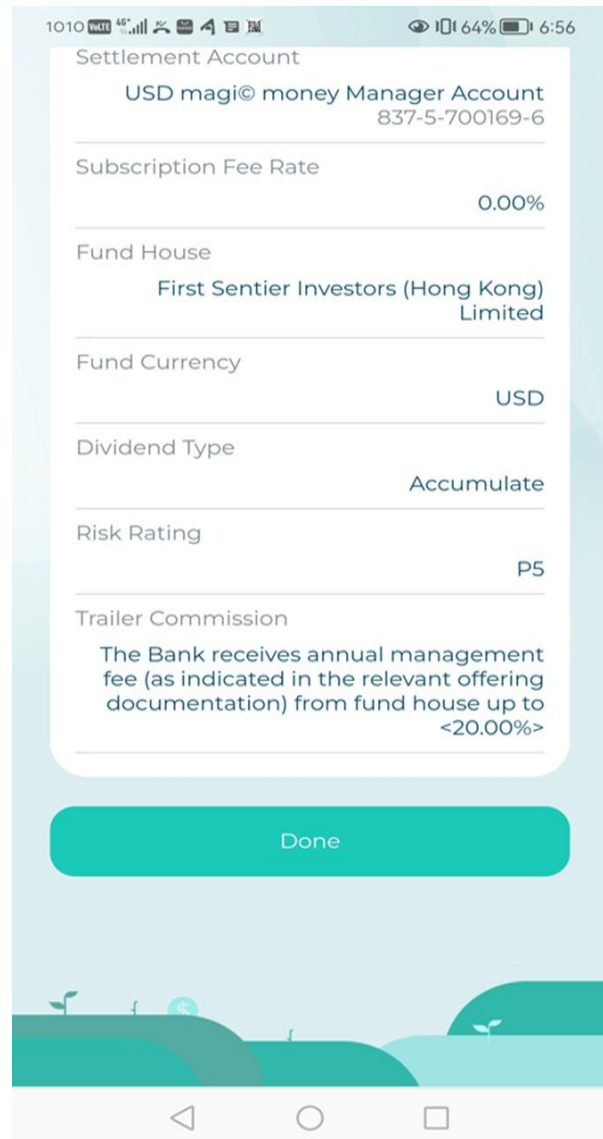 1010 VoLTE 46+ 64% 6:56
Settlement Account
USD magi© money Manager Account
837-5-700169-6
Subscription Fee Rate
0.00%
Fund House
First Sentier Investors (Hong Kong)
Limited
Fund Currency
USD
Dividend Type
Accumulate
Risk Rating
P5
Trailer Commission
The Bank receives annual management
fee (as indicated in the relevant offering
documentation) from fund house up to
<20.00%>
Done
$